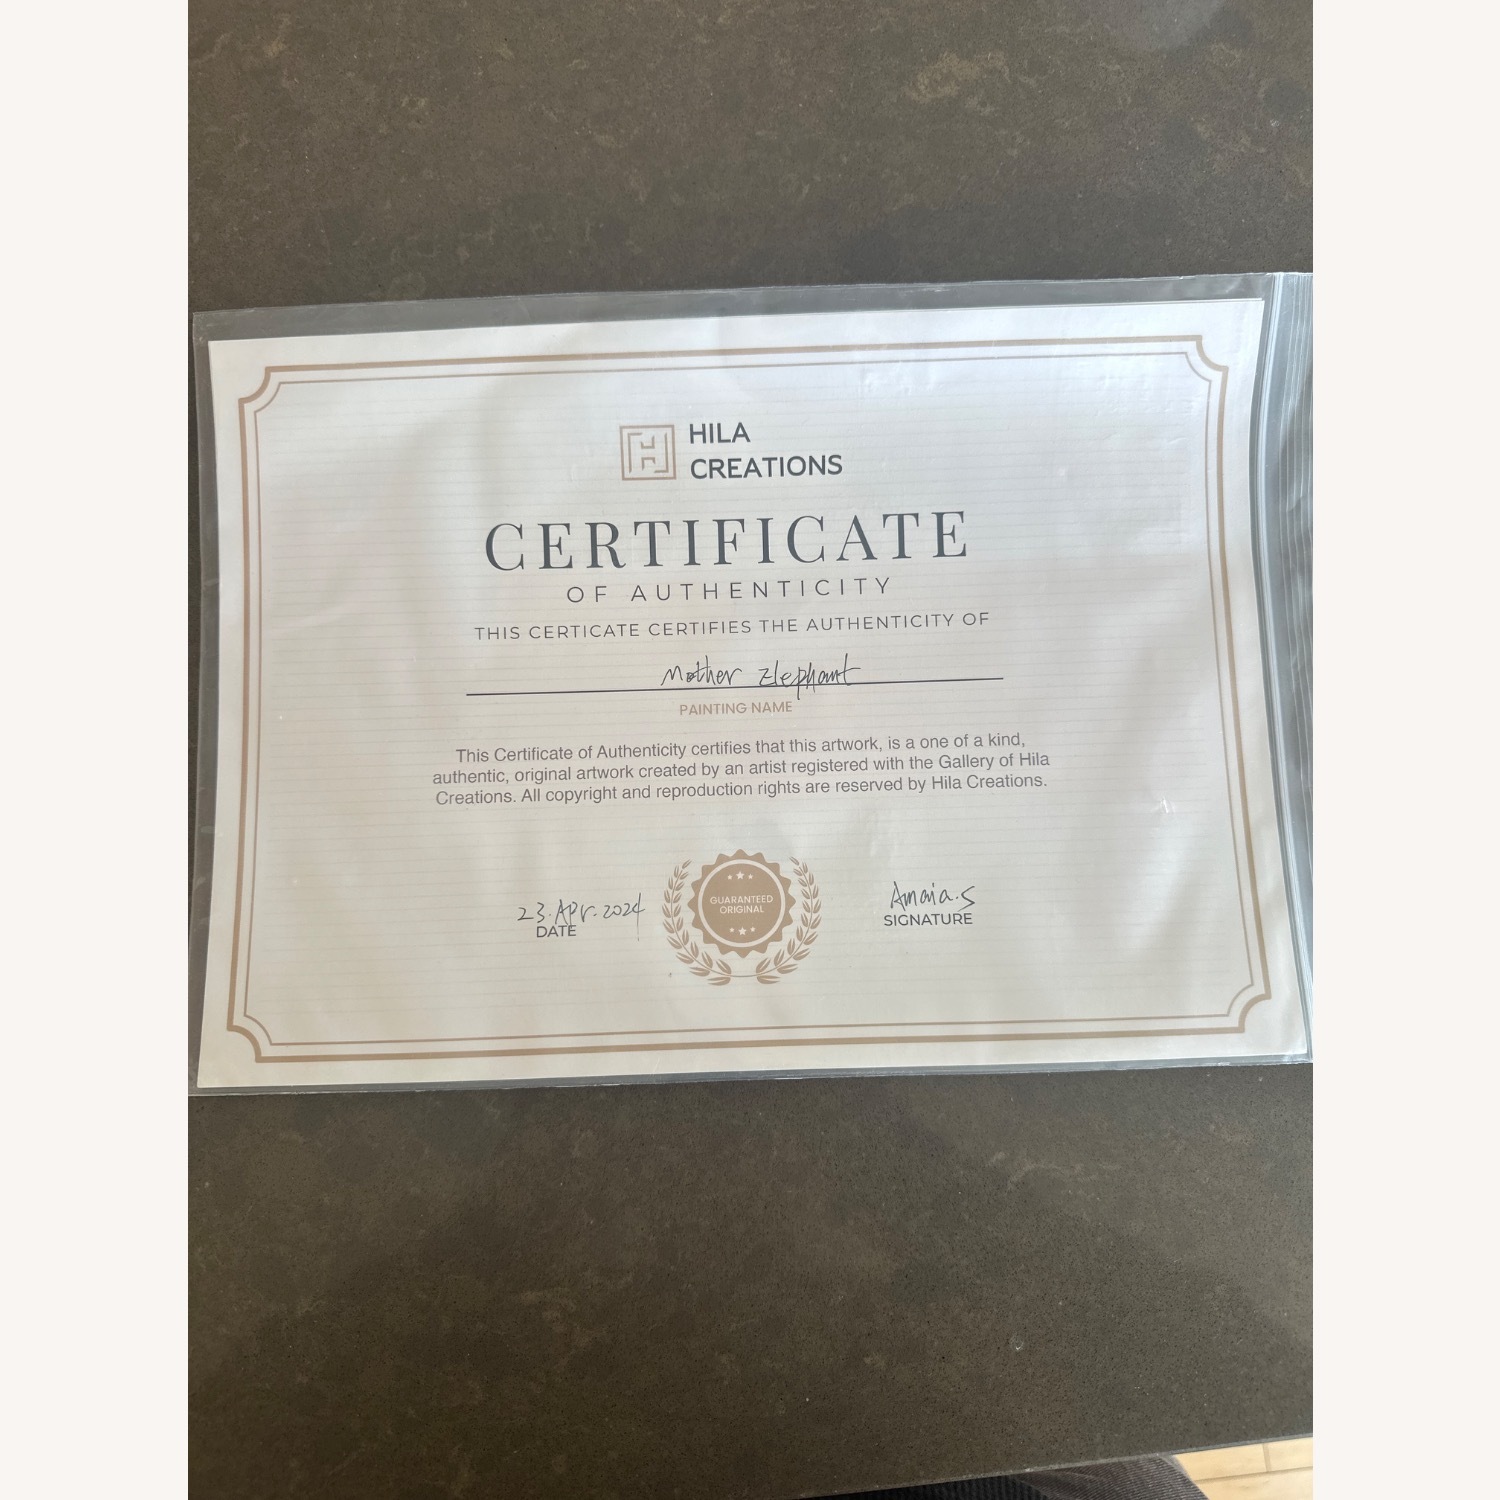 HILA
CREATIONS
CERTIFICATE
OF AUTHENTICITY
THIS CERTICATE CERTIFIES THE AUTHENTICITY OF
Mother Elephant
PAINTING NAME
This Certificate of Authenticity certifies that this artwork, is a one of a kind,
authentic, original artwork created by an artist registered with the Gallery of Hila
Creations. All copyright and reproduction rights are reserved by Hila Creations.
23.Apr.2024
DATE
GUARANTEED
ORIGINAL
Amaia.S
SIGNATURE